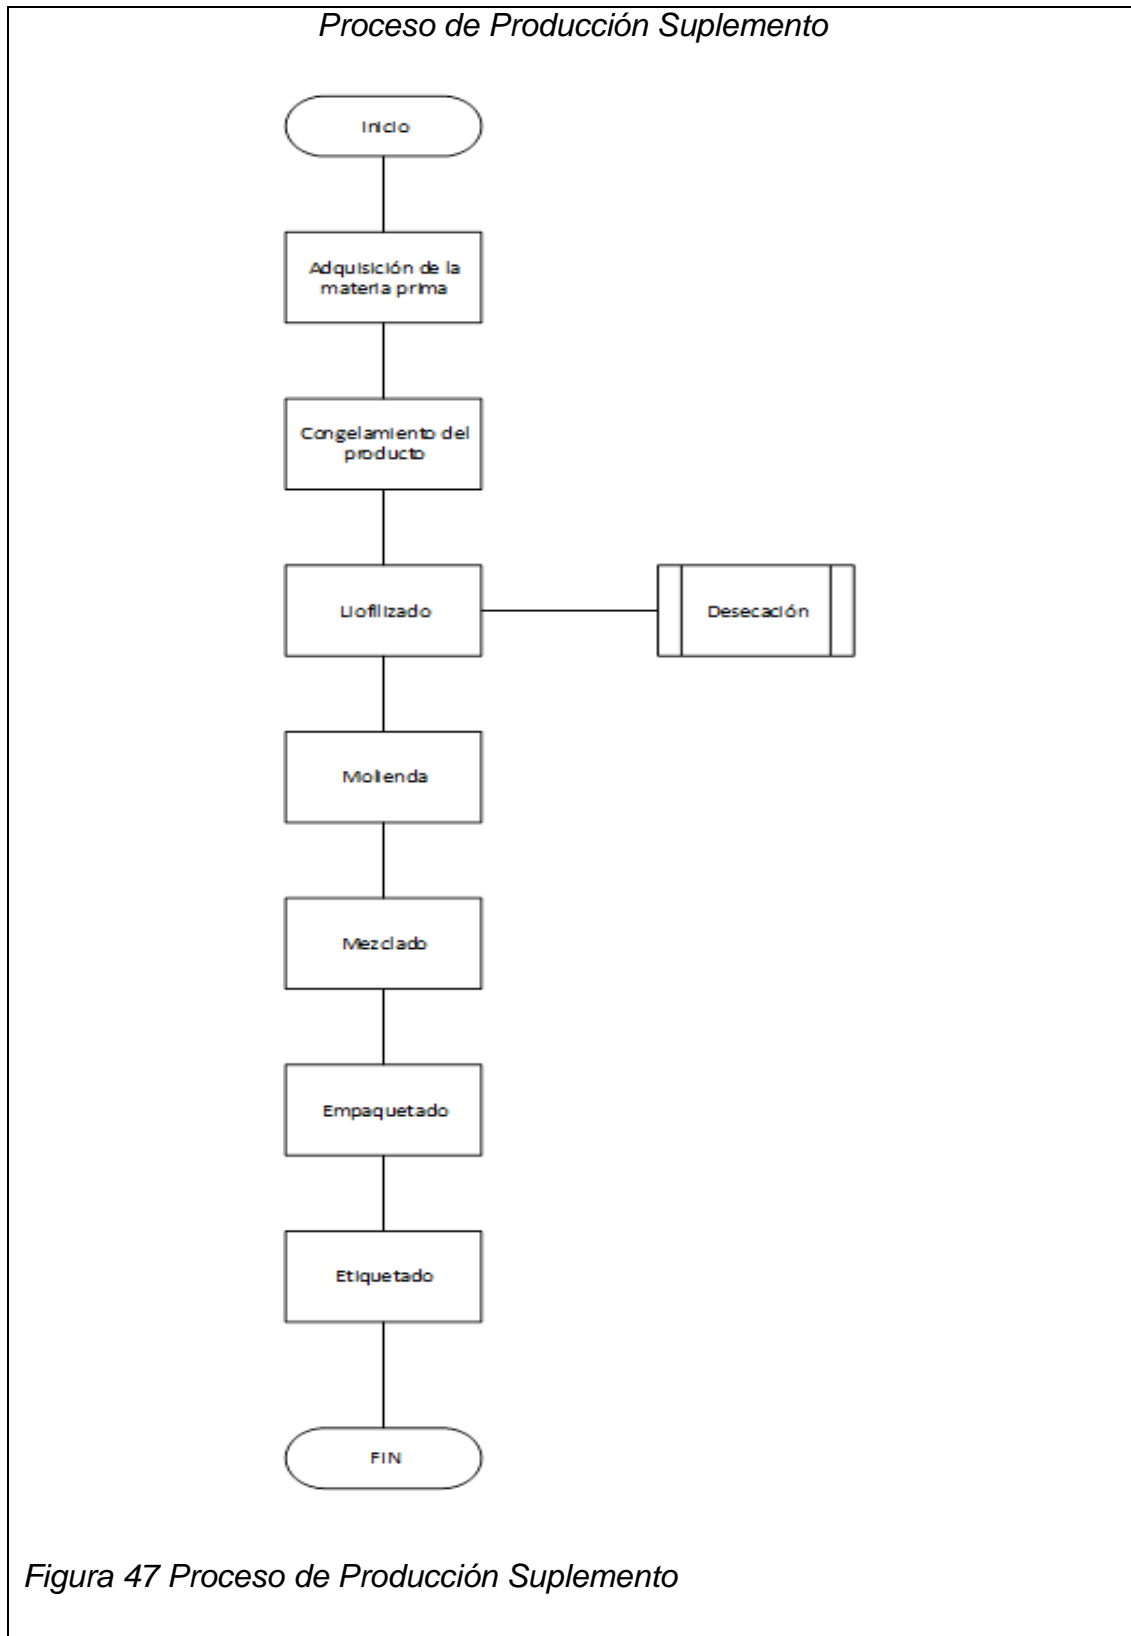 Proceso de Producción Suplemento
Inicio
Adquisición de la
materia prima
Congelamiento del
producto
Liofilizado
Desecación
Molienda
Mezclado
Empaquetado
Etiquetado
FIN
Figura 47 Proceso de Producción Suplemento